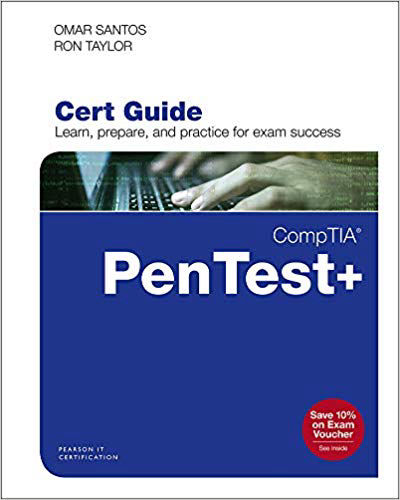 OMAR SANTOS
RON TAYLOR
Cert Guide
Learn, prepare, and practice for exam success
CompTIA®
PenTest+
Save 10%
on Exam
Voucher
See Inside
PEARSON IT
CERTIFICATION